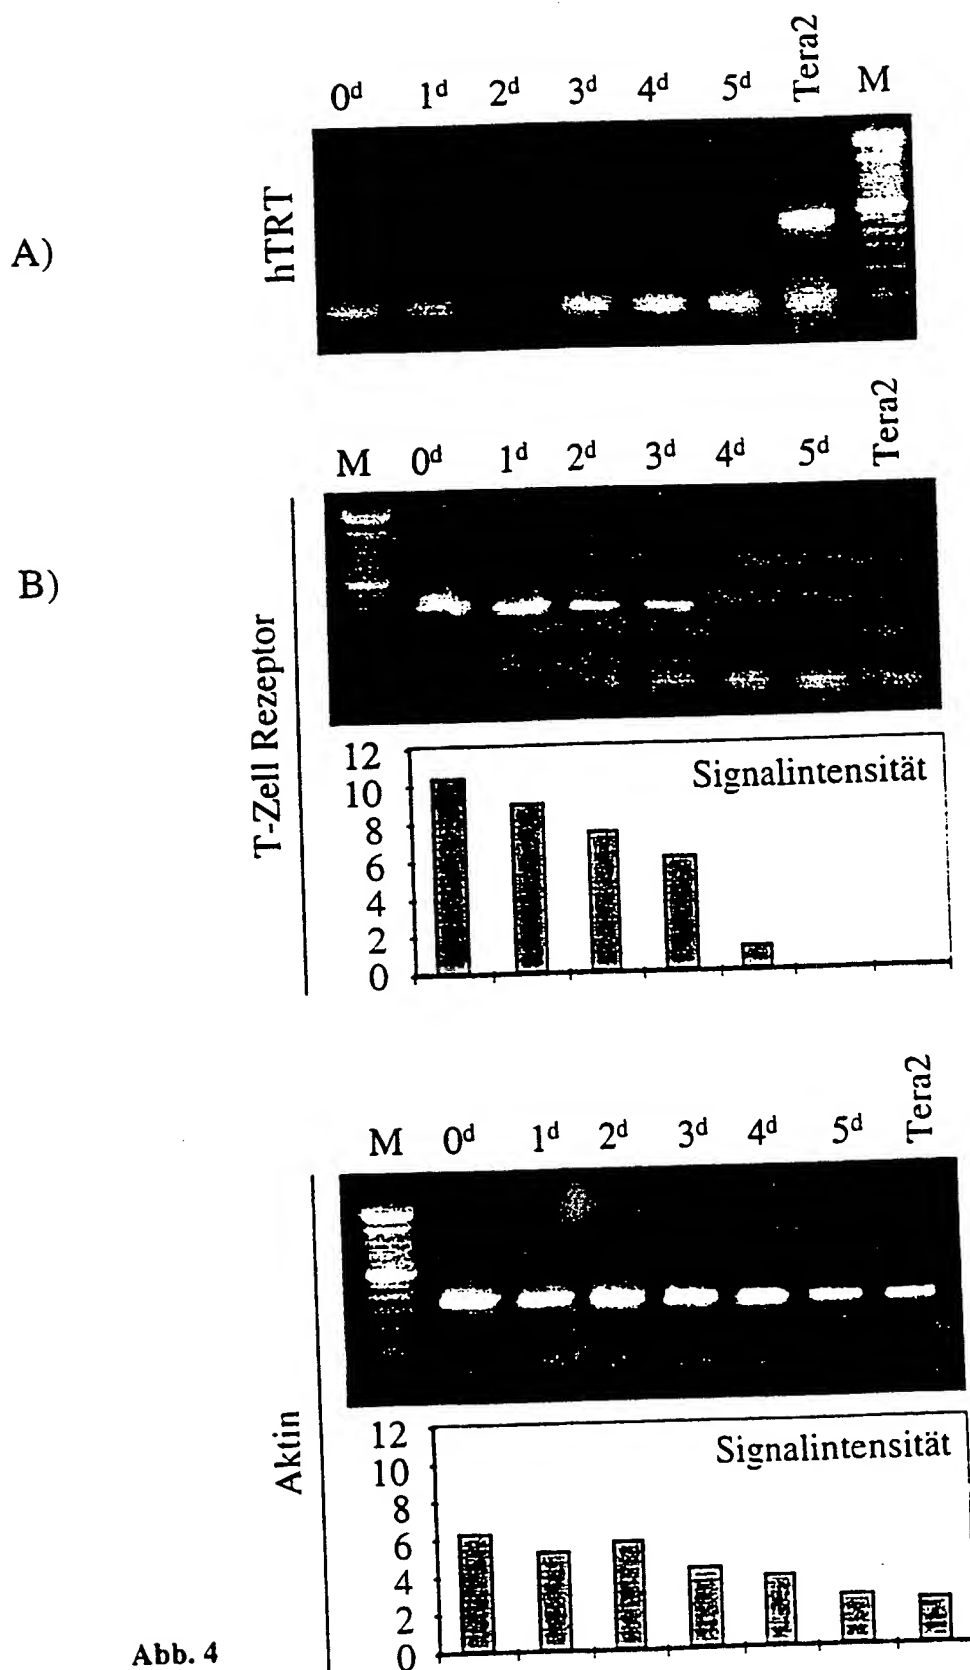 0d 1d 2d 3d 4d 5d Tera2 M
A)
hTRT
M 0d 1d 2d 3d 4d 5d Tera2
B)
T-Zell Rezeptor
Signalintensität
12
10
8
6
4
2
0
M 0d 1d 2d 3d 4d 5d Tera2
Aktin
Signalintensität
12
10
8
6
4
2
0
Abb. 4